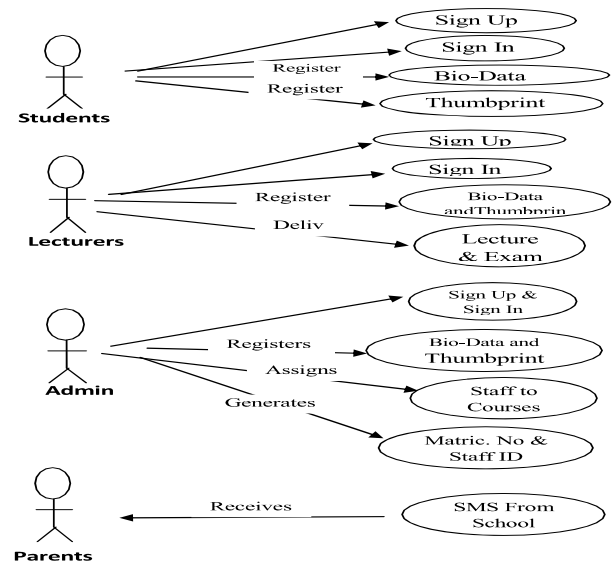 Sign Up
Sign In
Register
Bio-Data
Register
Thumbprint
Students
Sign Up
Sign In
Register
Bio-Data
andThumbprin
Deliv
Lecture
& Exam
Lecturers
Sign Up &
Sign In
Registers
Bio-Data and
Thumbprint
Assigns
Staff to
Courses
Generates
Matric. No &
Staff ID
Admin
Receives
SMS From
School
Parents